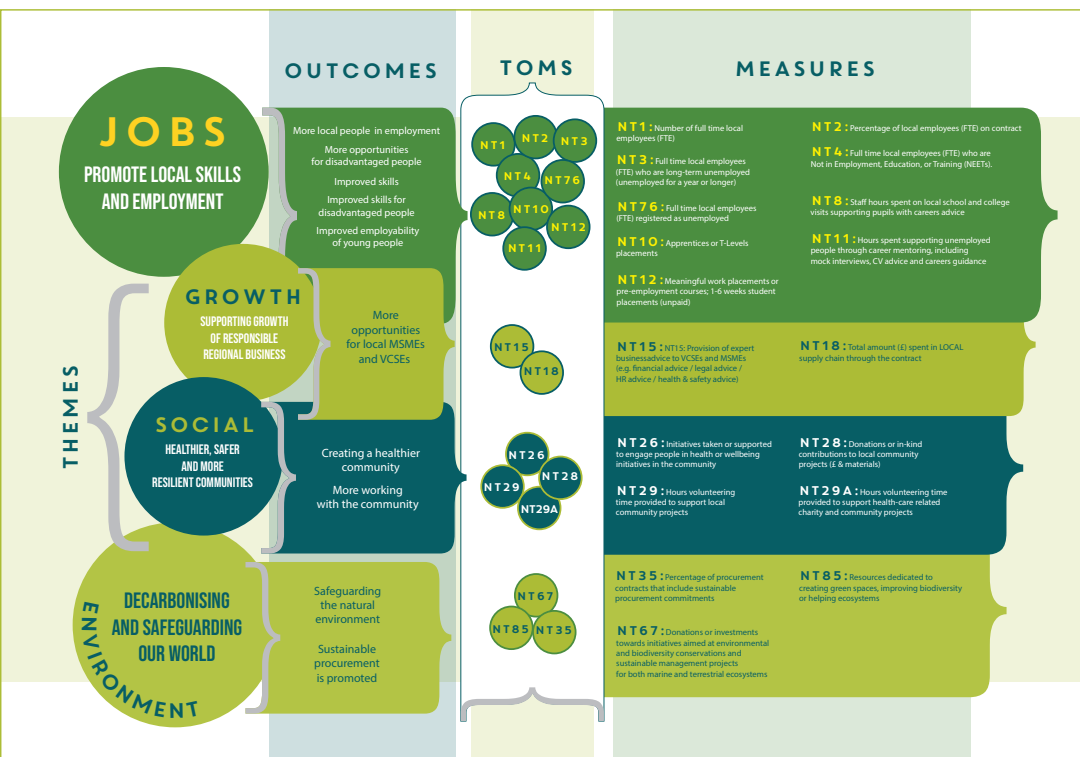 OUTCOMES
TOMS
MEASURES
THEMES
JOBS
PROMOTE LOCAL SKILLS
AND EMPLOYMENT
More local people in employment
More opportunities
for disadvantaged people
Improved skills
Improved skills for
disadvantaged people
Improved employability
of young people
NT1
NT2
NT3
NT4
NT76
NT8
NT10
NT12
NT11
NT1: Number of full time local
employees (FTE)
NT3: Full time local employees
(FTE) who are long-term unemployed
(unemployed for a year or longer)
NT76: Full time local employees
(FTE) registered as unemployed
NT10: Apprentices or T-Levels
placements
NT12: Meaningful work placements or
pre-employment courses; 1-6 weeks student
placements (unpaid)
NT2: Percentage of local employees (FTE) on contract
NT4: Full time local employees (FTE) who are
Not in Employment, Education, or Training (NEETs).
NT8: Staff hours spent on local school and college
visits supporting pupils with careers advice
NT11: Hours spent supporting unemployed
people through career mentoring, including
mock interviews, CV advice and careers guidance
GROWTH
SUPPORTING GROWTH
OF RESPONSIBLE
REGIONAL BUSINESS
More
opportunities
for local MSMEs
and VCSEs
NT15
NT18
NT15: NT15: Provision of expert
businessadvice to VCSEs and MSMEs
(e.g. financial advice / legal advice /
HR advice / health & safety advice)
NT18: Total amount (£) spent in LOCAL
supply chain through the contract
SOCIAL
HEALTHIER, SAFER
AND MORE
RESILIENT COMMUNITIES
Creating a healthier
community
More working
with the community
NT26
NT28
NT29
NT29A
NT26: Initiatives taken or supported
to engage people in health or wellbeing
initiatives in the community
NT29: Hours volunteering
time provided to support local
community projects
NT28: Donations or in-kind
contributions to local community
projects (£ & materials)
NT29A: Hours volunteering time
provided to support health-care related
charity and community projects
ENVIRONMENT
DECARBONISING
AND SAFEGUARDING
OUR WORLD
Safeguarding
the natural
environment
Sustainable
procurement
is promoted
NT67
NT85
NT35
NT35: Percentage of procurement
contracts that include sustainable
procurement commitments
NT67: Donations or investments
towards initiatives aimed at environmental
and biodiversity conservations and
sustainable management projects
for both marine and terrestrial ecosystems
NT85: Resources dedicated to
creating green spaces, improving biodiversity
or helping ecosystems